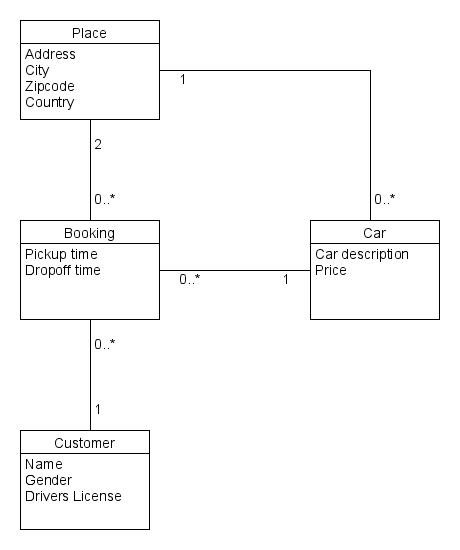 Place
Address
City
Zipcode
Country
1
2
0..*
0..*
Booking
Pickup time
Dropoff time
Car
Car description
Price
0..*
1
0..*
1
Customer
Name
Gender
Drivers License